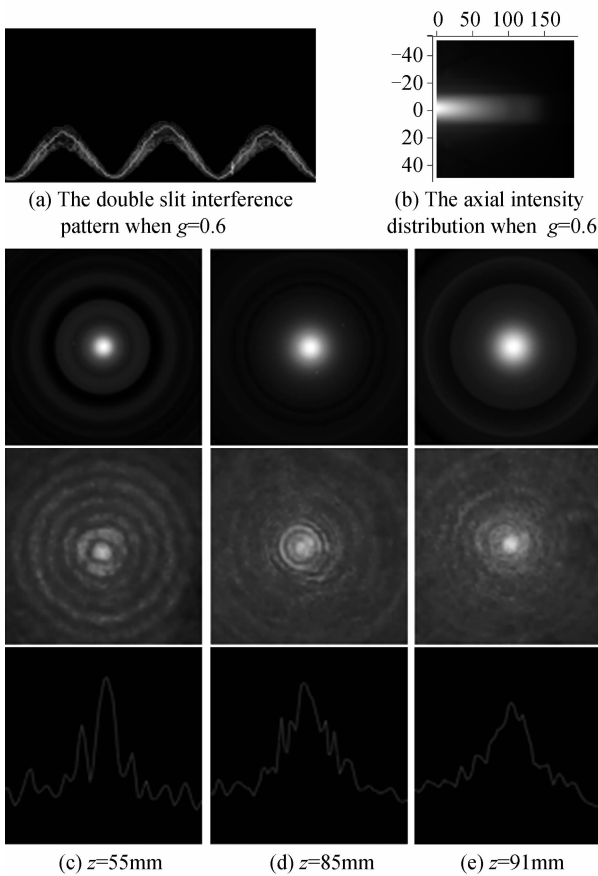 0 50 100 150
−40
−20
0
20
40
(a) The double slit interference
pattern when g=0.6
(b) The axial intensity
distribution when g=0.6
(c) z=55mm
(d) z=85mm
(e) z=91mm